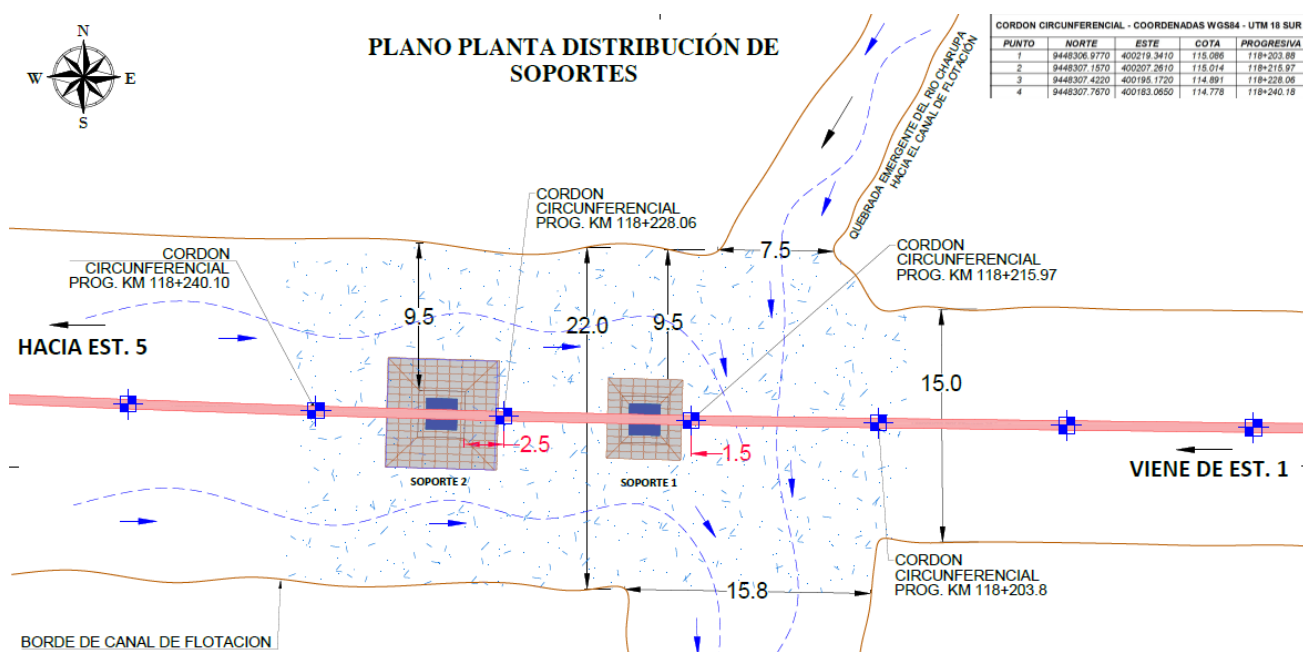 PLANO PLANTA DISTRIBUCIÓN DE
SOPORTES
N
W
E
S
CORDON CIRCUNFERENCIAL - COORDENADAS WGS84 - UTM 18 SUR
PUNTO NORTE ESTE COTA PROGRESIVA
1 9448306.9770 400219.3410 115.086 118+203.88
2 9448307.1570 400207.2610 115.014 118+215.97
3 9448307.4220 400195.1720 114.891 118+228.06
4 9448307.7670 400183.0650 114.778 118+240.18
QUEBRADA EMERGENTE DEL RIO CHARUPA
HACIA EL CANAL DE FLOTACIÓN
CORDON
CIRCUNFERENCIAL
PROG. KM 118+228.06
CORDON
CIRCUNFERENCIAL
PROG. KM 118+240.10
7.5
CORDON
CIRCUNFERENCIAL
PROG. KM 118+215.97
9.5
22.0
9.5
HACIA EST. 5
15.0
2.5
1.5
VIENE DE EST. 1
SOPORTE 2
SOPORTE 1
CORDON
CIRCUNFERENCIAL
PROG. KM 118+203.8
15.8
BORDE DE CANAL DE FLOTACION